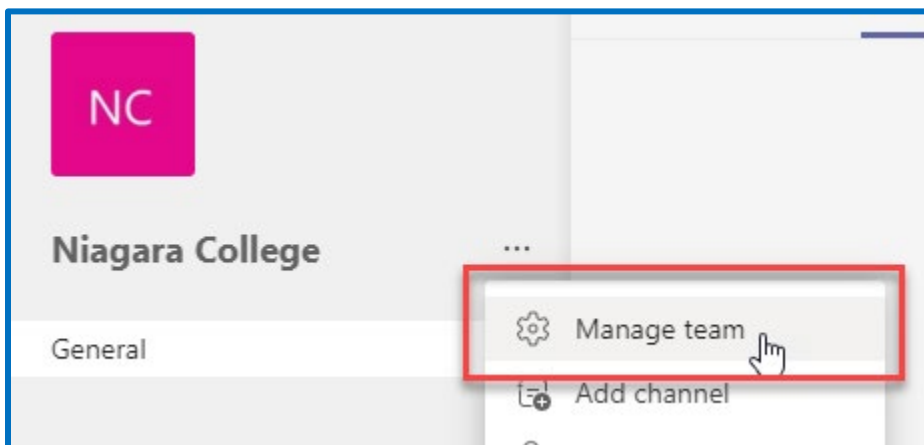 NC
Niagara College
...
Manage team
General
Add channel